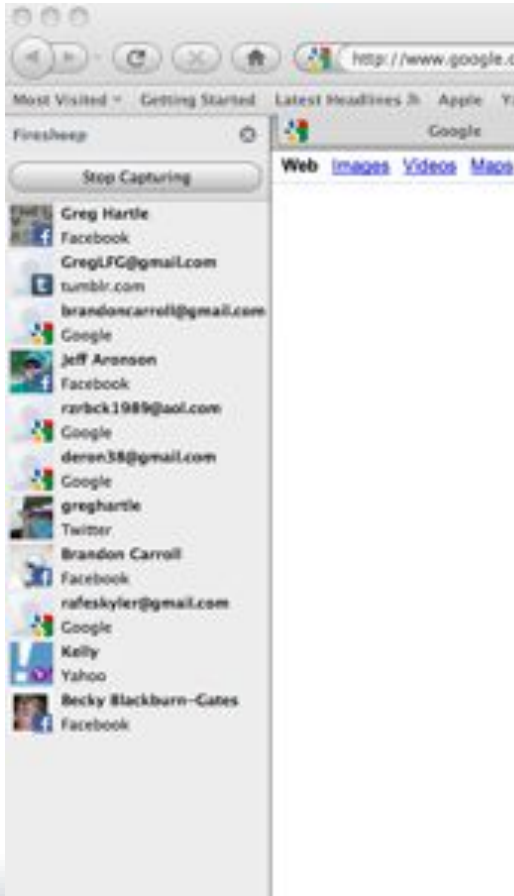 http://www.google.c
Most Visited Getting Started Latest Headlines Apple Y
Firesheep
Google
Stop Capturing
Web Images Videos Maps
Greg Hartle
Facebook
GregLFG@gmail.com
tumblr.com
brandoncarroll@gmail.com
Google
Jeff Aronson
Facebook
rzrbck1989@aol.com
Google
deron38@gmail.com
Google
greghartle
Twitter
Brandon Carroll
Facebook
rafeskyler@gmail.com
Google
Kelly
Yahoo
Becky Blackburn-Gates
Facebook